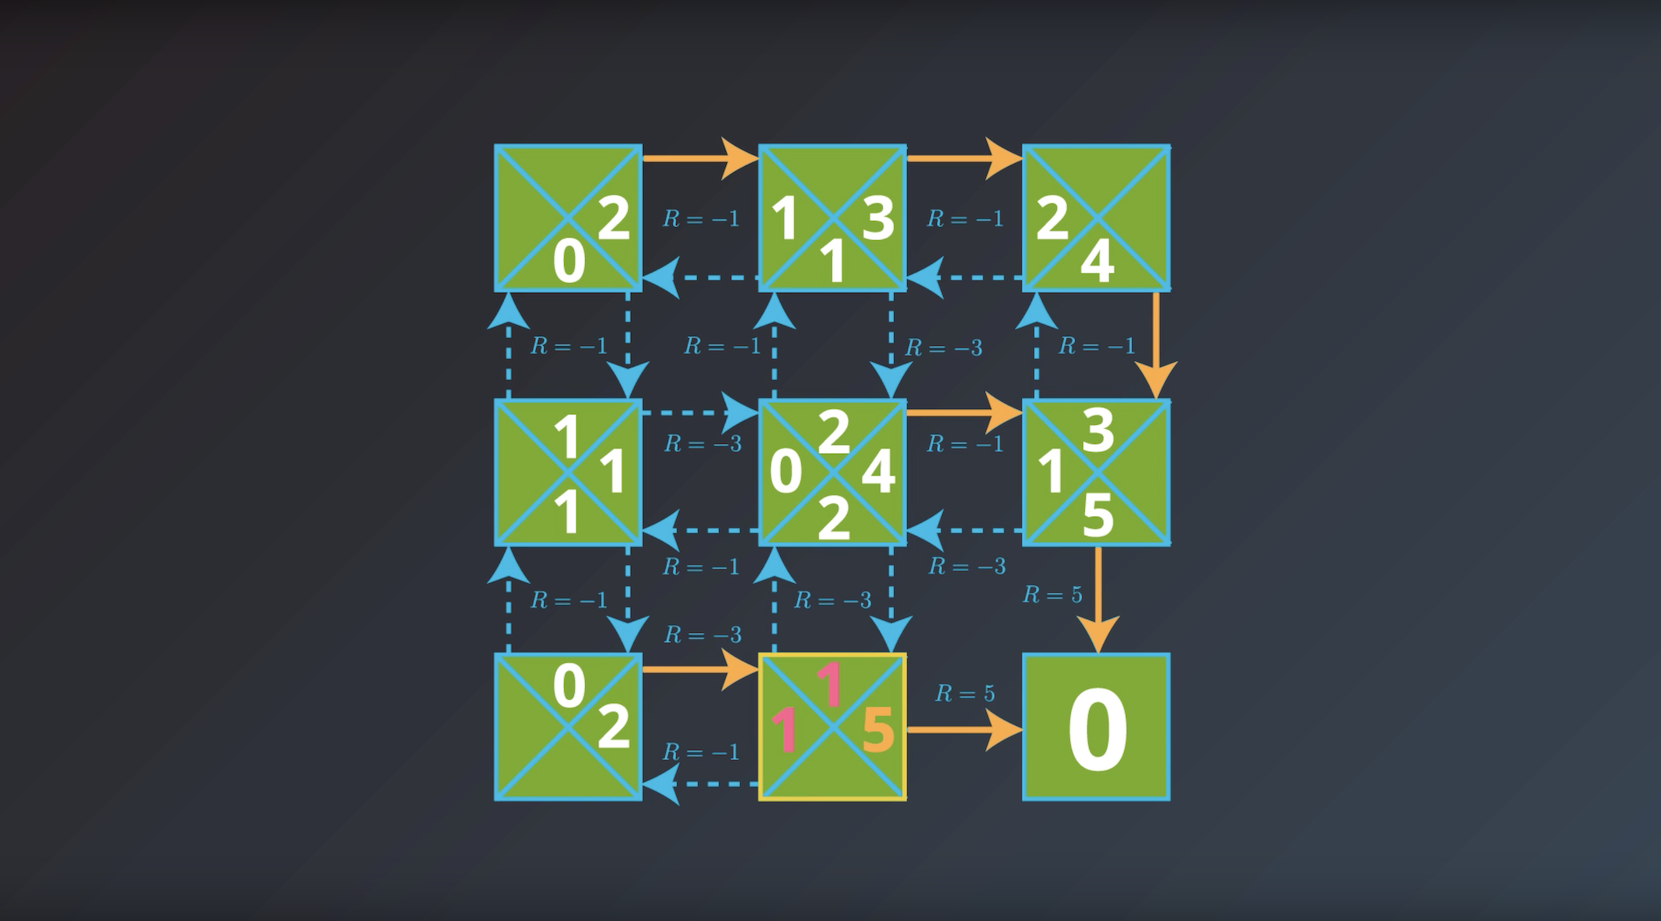 2 1 3 2
R = −1 R = −1
0 1 4
R = −1 R = −1 R = −3 R = −1
1 2 3
R = −3 R = −1
1 0 4 1
1 2 5
R = −1 R = −3
R = −1 R = −3 R = 5
R = −3
0 1
R = 5
2 1 5 0
R = −1